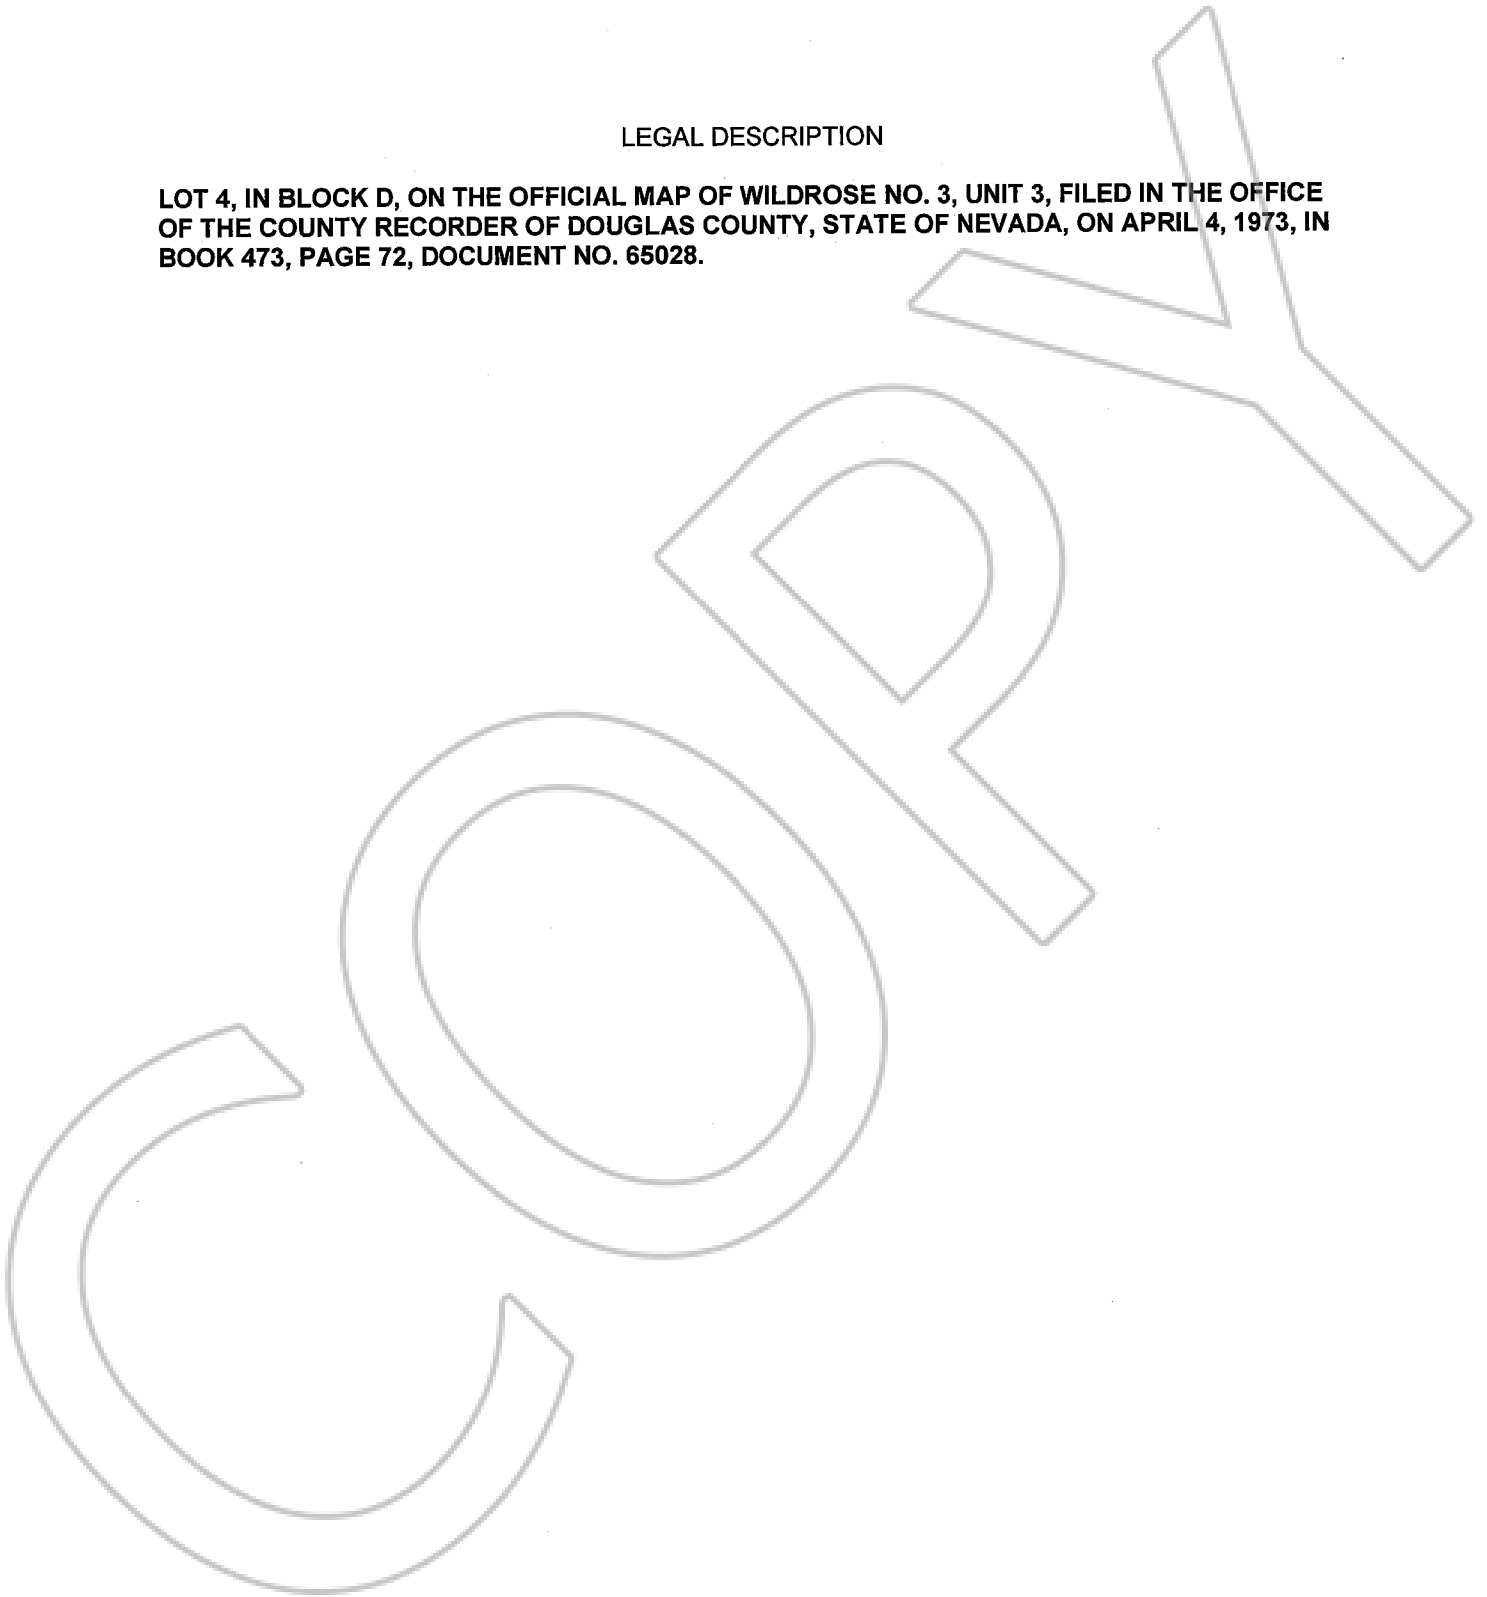 LEGAL DESCRIPTION
LOT 4, IN BLOCK D, ON THE OFFICIAL MAP OF WILDROSE NO. 3, UNIT 3, FILED IN THE OFFICE
OF THE COUNTY RECORDER OF DOUGLAS COUNTY, STATE OF NEVADA, ON APRIL 4, 1973, IN
BOOK 473, PAGE 72, DOCUMENT NO. 65028.
COPY